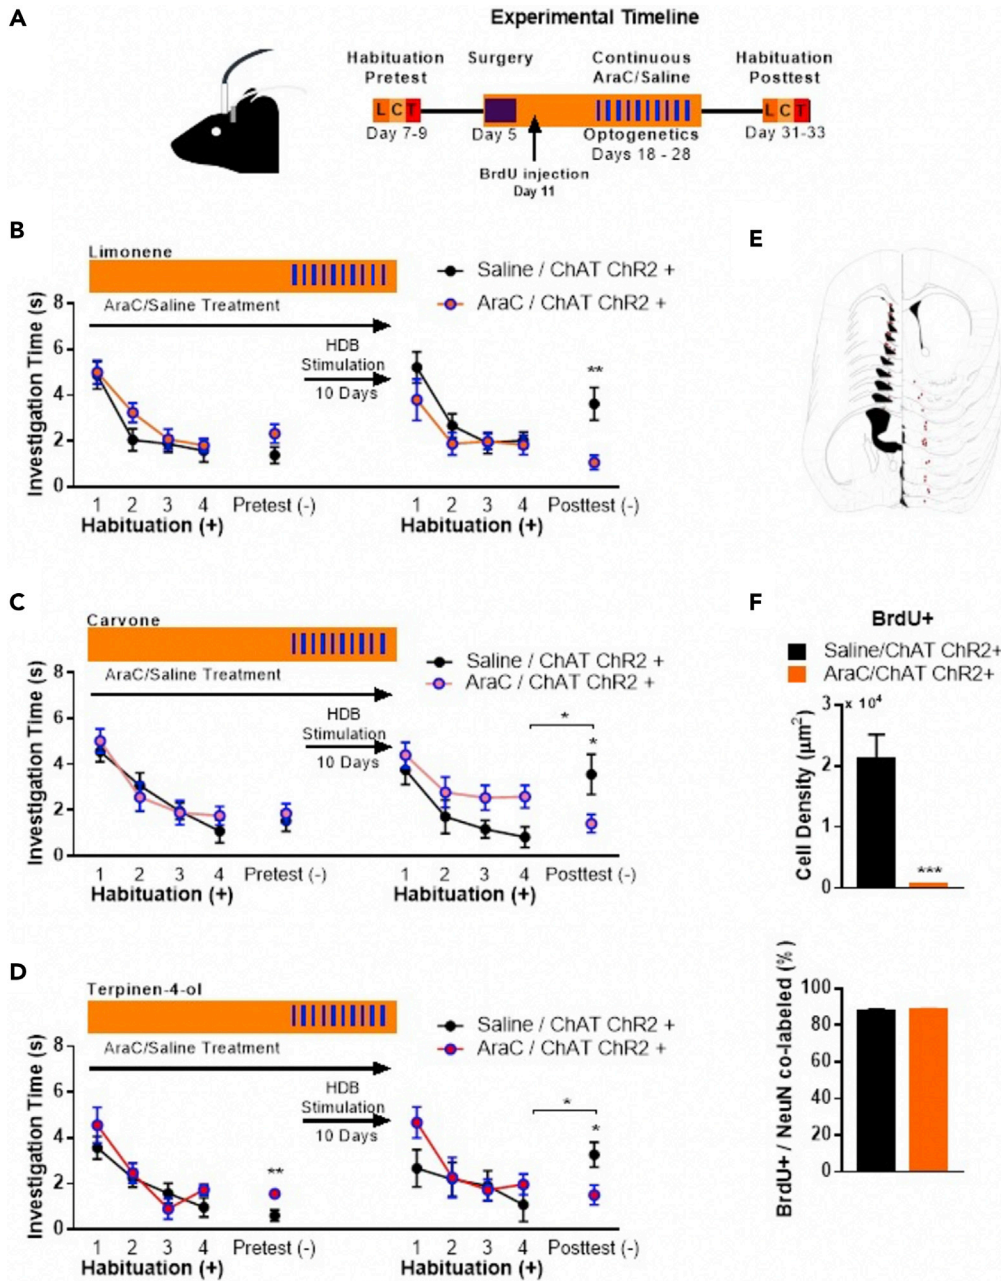 A
Experimental Timeline
Habituation
Pretest
Surgery
Continuous
AraC/Saline
Habituation
Posttest
L C T
L C T
Day 7-9
Day 5
Optogenetics
Days 18 - 28
Day 31-33
BrdU injection
Day 11
B
Limonene
AraC/Saline Treatment
Saline / ChAT ChR2 +
AraC / ChAT ChR2 +
Investigation Time (s)
8
6
4
2
0
HDB
Stimulation
10 Days
**
1 2 3 4 Pretest (-)
Habituation (+)
1 2 3 4 Posttest (-)
Habituation (+)
C
Carvone
AraC/Saline Treatment
Saline / ChAT ChR2 +
AraC / ChAT ChR2 +
Investigation Time (s)
8
6
4
2
0
HDB
Stimulation
10 Days
*
*
1 2 3 4 Pretest (-)
Habituation (+)
1 2 3 4 Posttest (-)
Habituation (+)
D
Terpinen-4-ol
AraC/Saline Treatment
Saline / ChAT ChR2 +
AraC / ChAT ChR2 +
Investigation Time (s)
8
6
4
2
0
HDB
Stimulation
10 Days
**
*
*
1 2 3 4 Pretest (-)
Habituation (+)
1 2 3 4 Posttest (-)
Habituation (+)
E
F
BrdU+
Saline/ChAT ChR2+
AraC/ChAT ChR2+
Cell Density (µm²)
x 10⁴
3
2
1
0
***
BrdU+ / NeuN co-labeled (%)
100
80
60
40
20
0